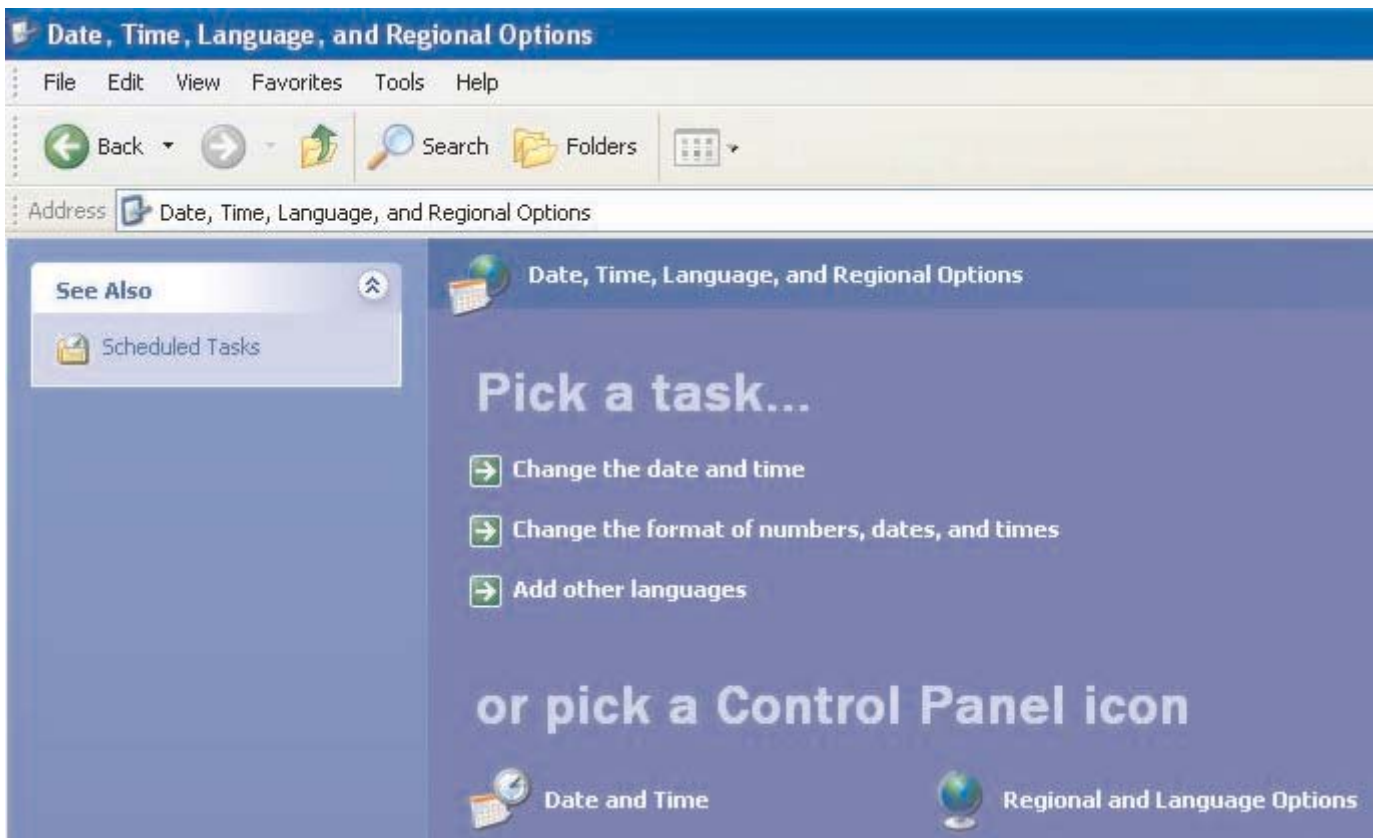 Date, Time, Language, and Regional Options
File Edit View Favorites Tools Help
Back Search Folders
Address Date, Time, Language, and Regional Options
See Also
Scheduled Tasks
Date, Time, Language, and Regional Options
Pick a task...
Change the date and time
Change the format of numbers, dates, and times
Add other languages
or pick a Control Panel icon
Date and Time
Regional and Language Options